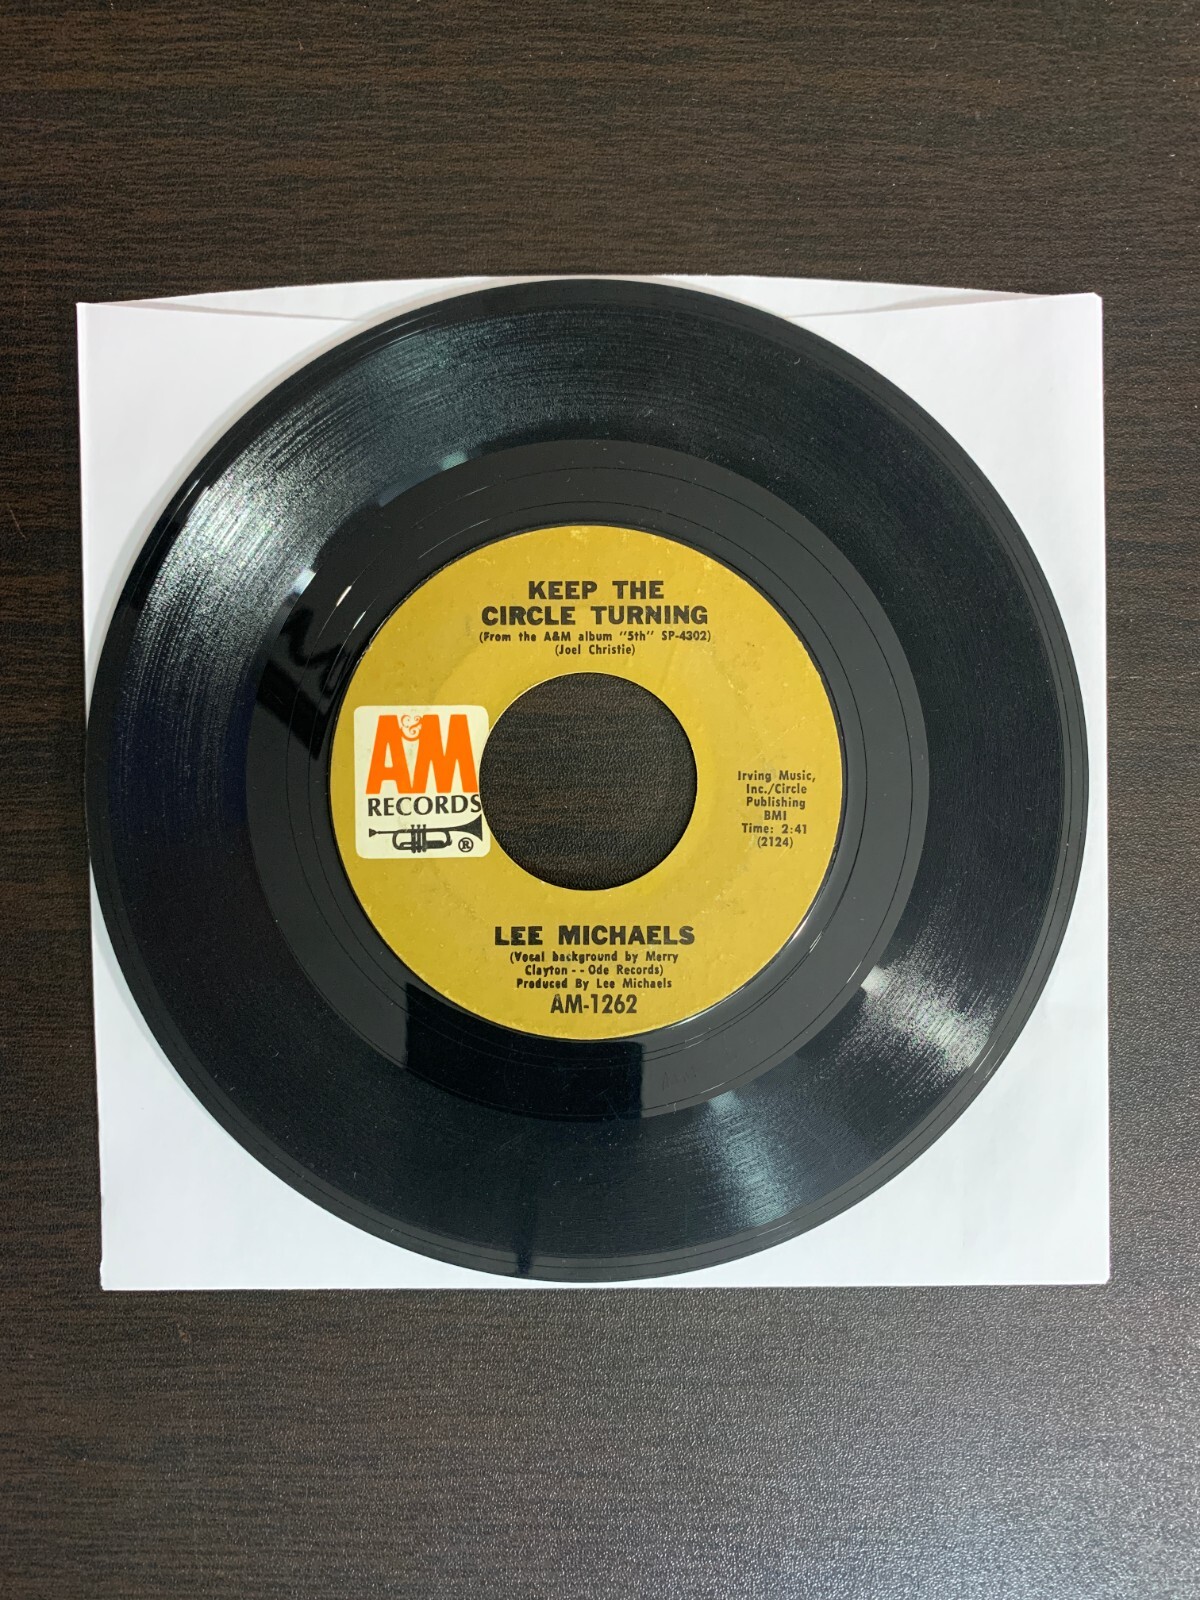 KEEP THE
CIRCLE TURNING
(From the A&M album "5th" SP-4302)
(Joel Christie)
A&M
RECORDS
®
Irving Music,
Inc./Circle
Publishing
BMI
Time: 2:41
(2124)
LEE MICHAELS
(Vocal background by Merry
Clayton -- Ode Records)
Produced By Lee Michaels
AM-1262